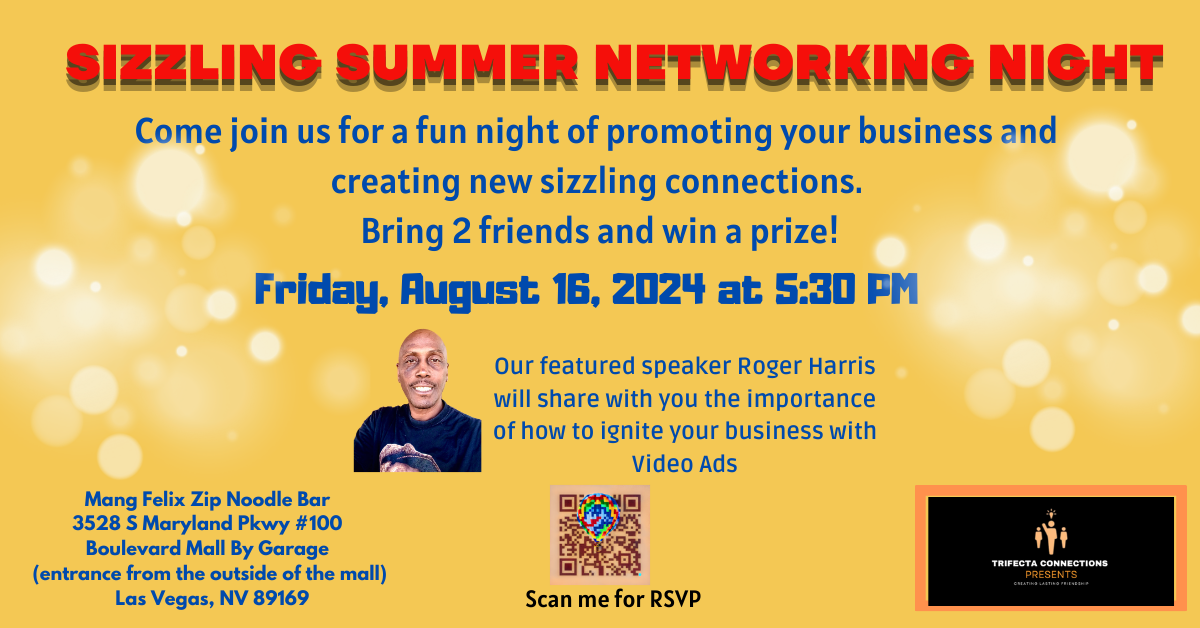 SIZZLING SUMMER NETWORKING NIGHT
Come join us for a fun night of promoting your business and
creating new sizzling connections.
Bring 2 friends and win a prize!
Friday, August 16, 2024 at 5:30 PM
Our featured speaker Roger Harris
will share with you the importance
of how to ignite your business with
Video Ads
Mang Felix Zip Noodle Bar
3528 S Maryland Pkwy #100
Boulevard Mall By Garage
(entrance from the outside of the mall)
Las Vegas, NV 89169
Scan me for RSVP
TRIFECTA CONNECTIONS
PRESENTS
CREATING LASTING FRIENDSHIP